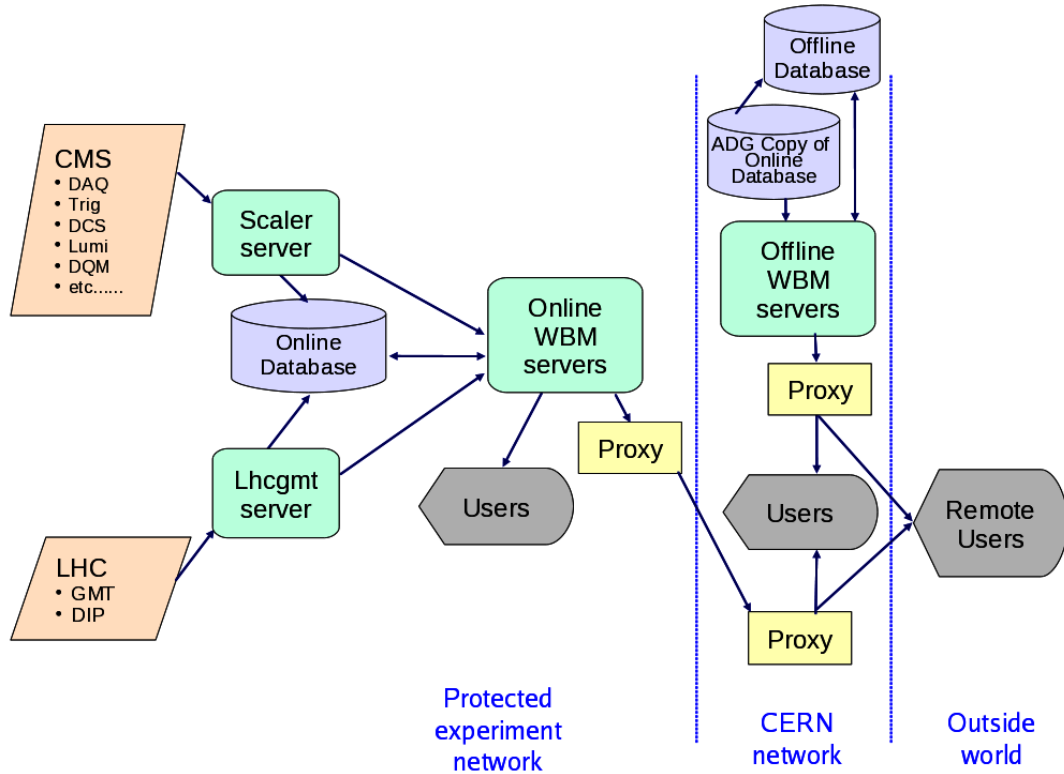 CMS
• DAQ
• Trig
• DCS
• Lumi
• DQM
• etc......
Scaler
server
Online
Database
Lhcgmt
server
LHC
• GMT
• DIP
Online
WBM
servers
Users
Proxy
Offline
Database
ADG Copy of
Online
Database
Offline
WBM
servers
Proxy
Users
Proxy
Remote
Users
Protected
experiment
network
CERN
network
Outside
world